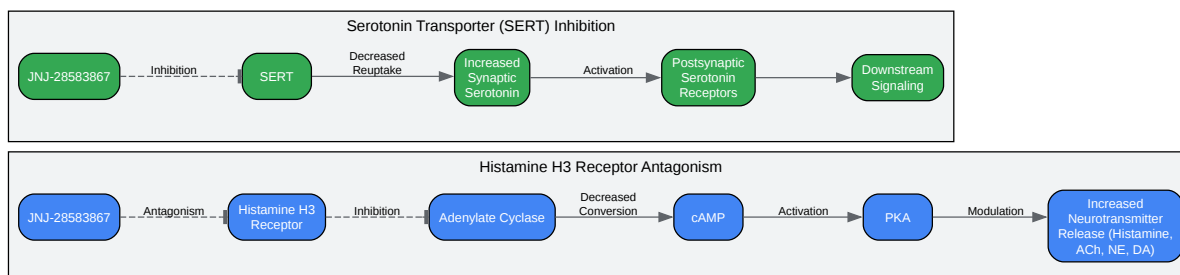 Serotonin Transporter (SERT) Inhibition
JNJ-28583867
Inhibition
SERT
Decreased
Reuptake
Increased
Synaptic
Serotonin
Activation
Postsynaptic
Serotonin
Receptors
Downstream
Signaling
Histamine H3 Receptor Antagonism
JNJ-28583867
Antagonism
Histamine H3
Receptor
Inhibition
Adenylate Cyclase
Decreased
Conversion
cAMP
Activation
PKA
Modulation
Increased
Neurotransmitter
Release (Histamine,
ACh, NE, DA)